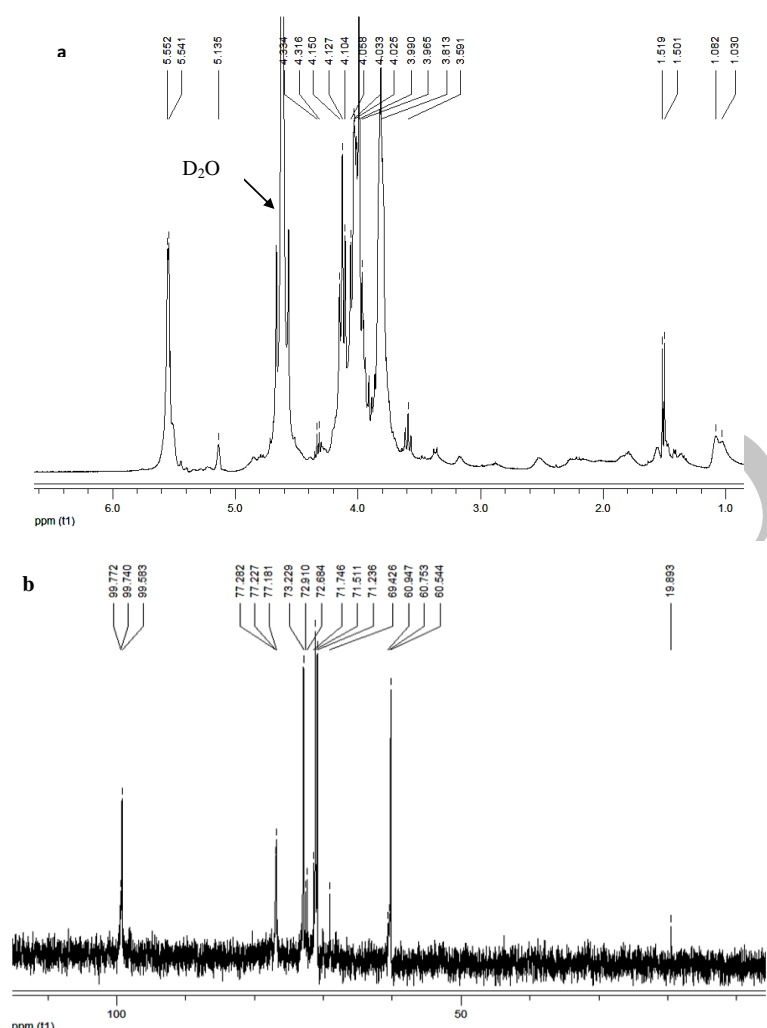 a
5.552 5.541 5.135 4.334 4.316 4.150 4.127 4.104 4.058 4.033 4.025 3.990 3.965 3.813 3.591 1.519 1.501 1.082 1.030
D₂O
6.0 5.0 4.0 3.0 2.0 1.0
ppm (t1)
b
99.772 99.740 99.583 77.282 77.227 77.181 73.229 72.910 72.684 71.746 71.511 71.236 69.426 60.947 60.753 60.544 19.893
100 50
ppm (t1)